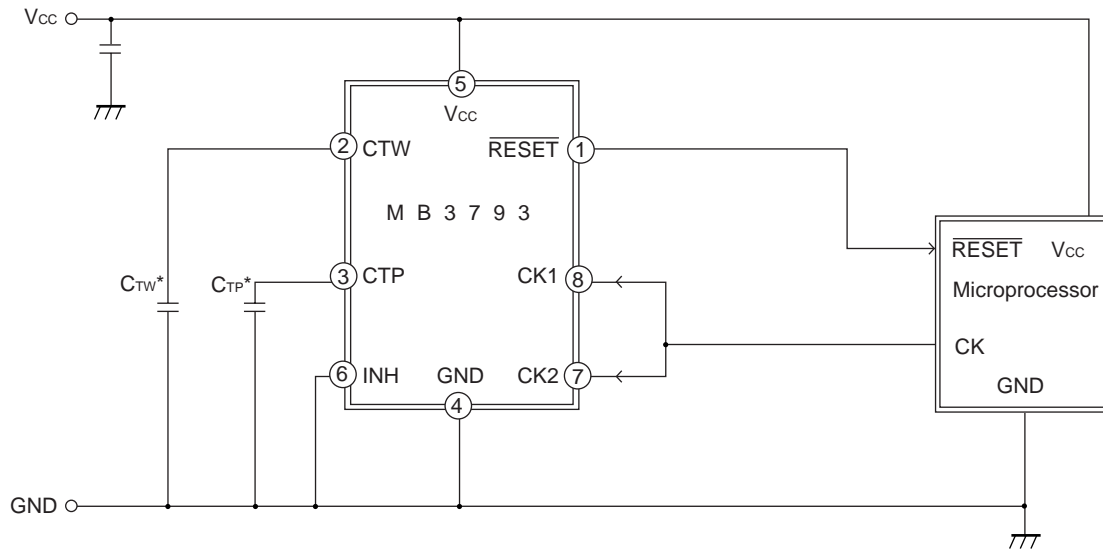 VCC
5
VCC
2 CTW
RESET 1
M B 3 7 9 3
RESET VCC
3 CTP
CK1 8
CTW*
CTP*
Microprocessor
CK
6 INH
GND
CK2 7
GND
4
GND